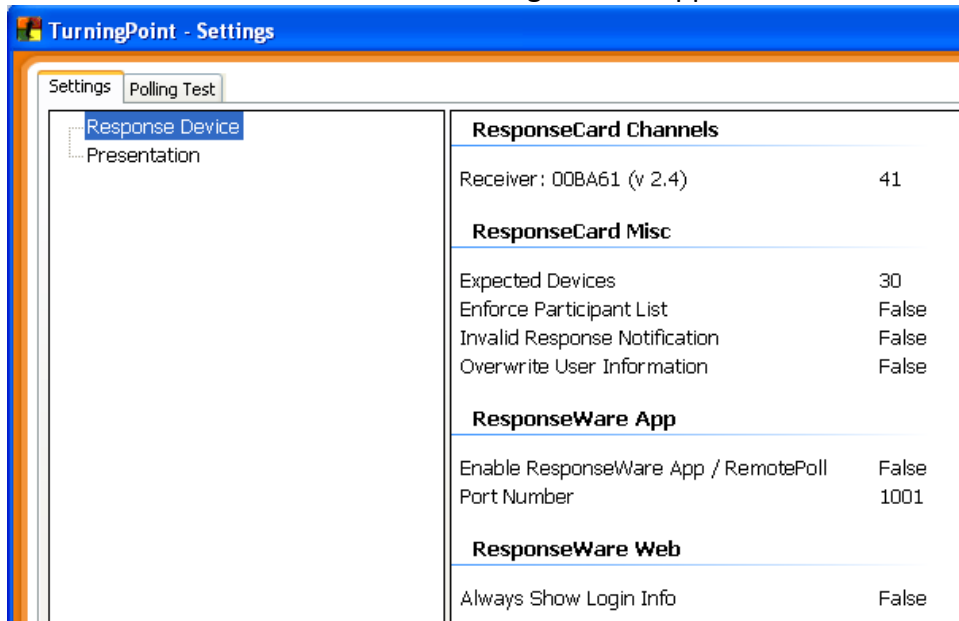 TurningPoint - Settings
Settings Polling Test
Response Device
Presentation
ResponseCard Channels
Receiver: 00BA61 (v 2.4) 41
ResponseCard Misc
Expected Devices 30
Enforce Participant List False
Invalid Response Notification False
Overwrite User Information False
ResponseWare App
Enable ResponseWare App / RemotePoll False
Port Number 1001
ResponseWare Web
Always Show Login Info False